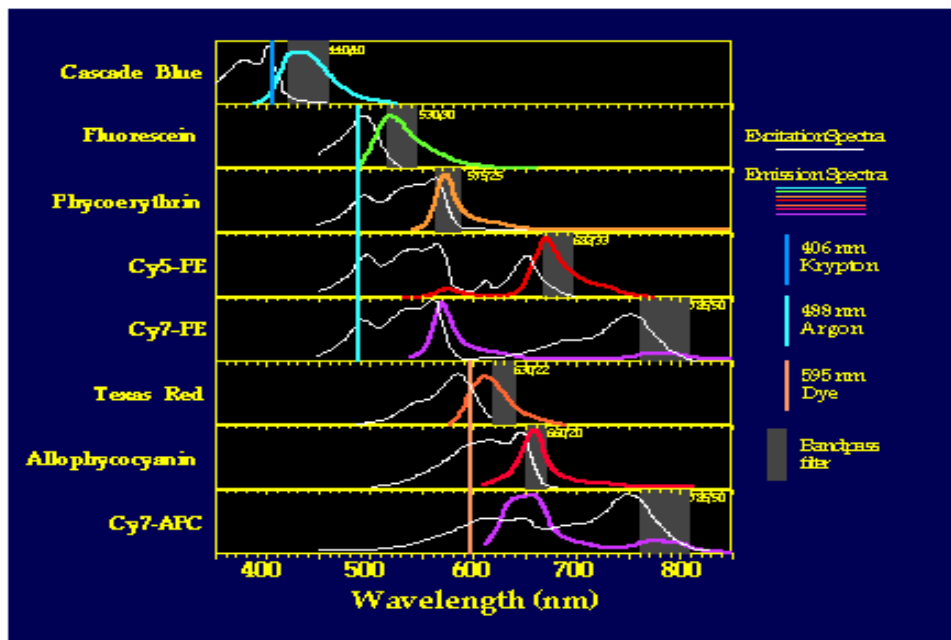 Cascade Blue
440/40
Fluorescein
530/30
Phycoerythrin
575/25
Cy5-PE
Cy7-PE
785/50
Texas Red
630/22
Allophycocyanin
660/20
Cy7-APC
785/50
400 500 600 700 800
Wavelength (nm)
Excitation Spectra
Emission Spectra
406 nm
Krypton
488 nm
Argon
595 nm
Dye
Bandpass
filter